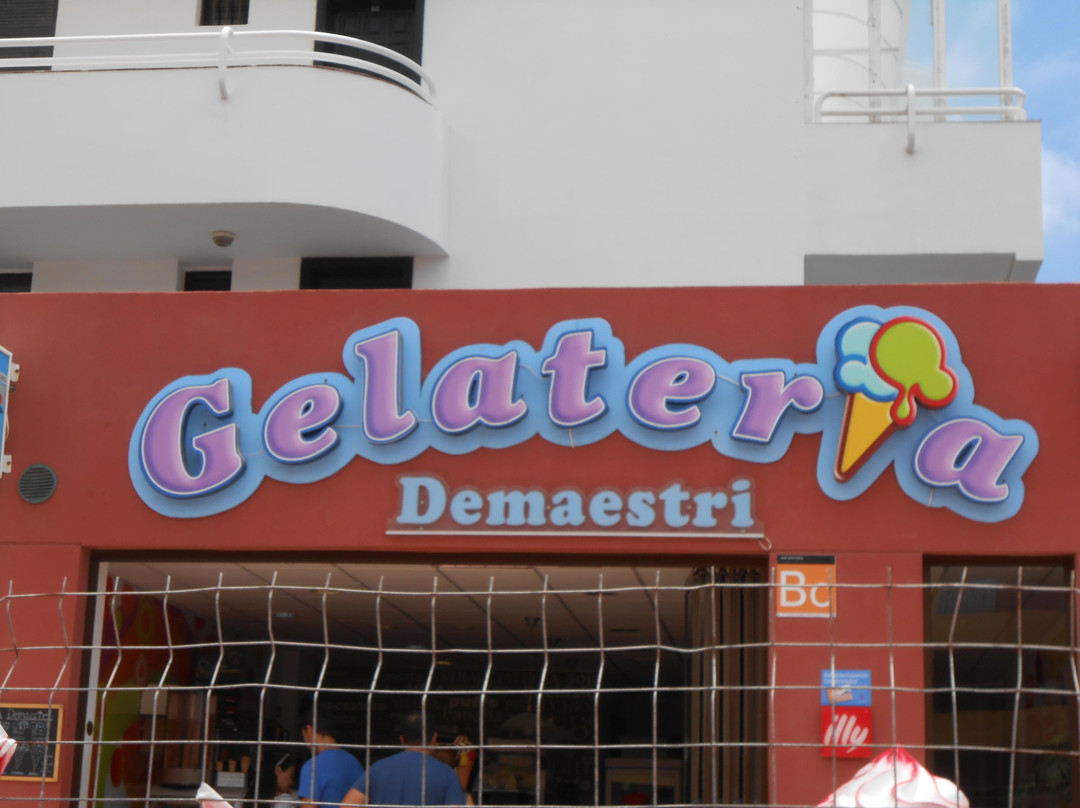 Gelateria
Demaestri
Bc
illy